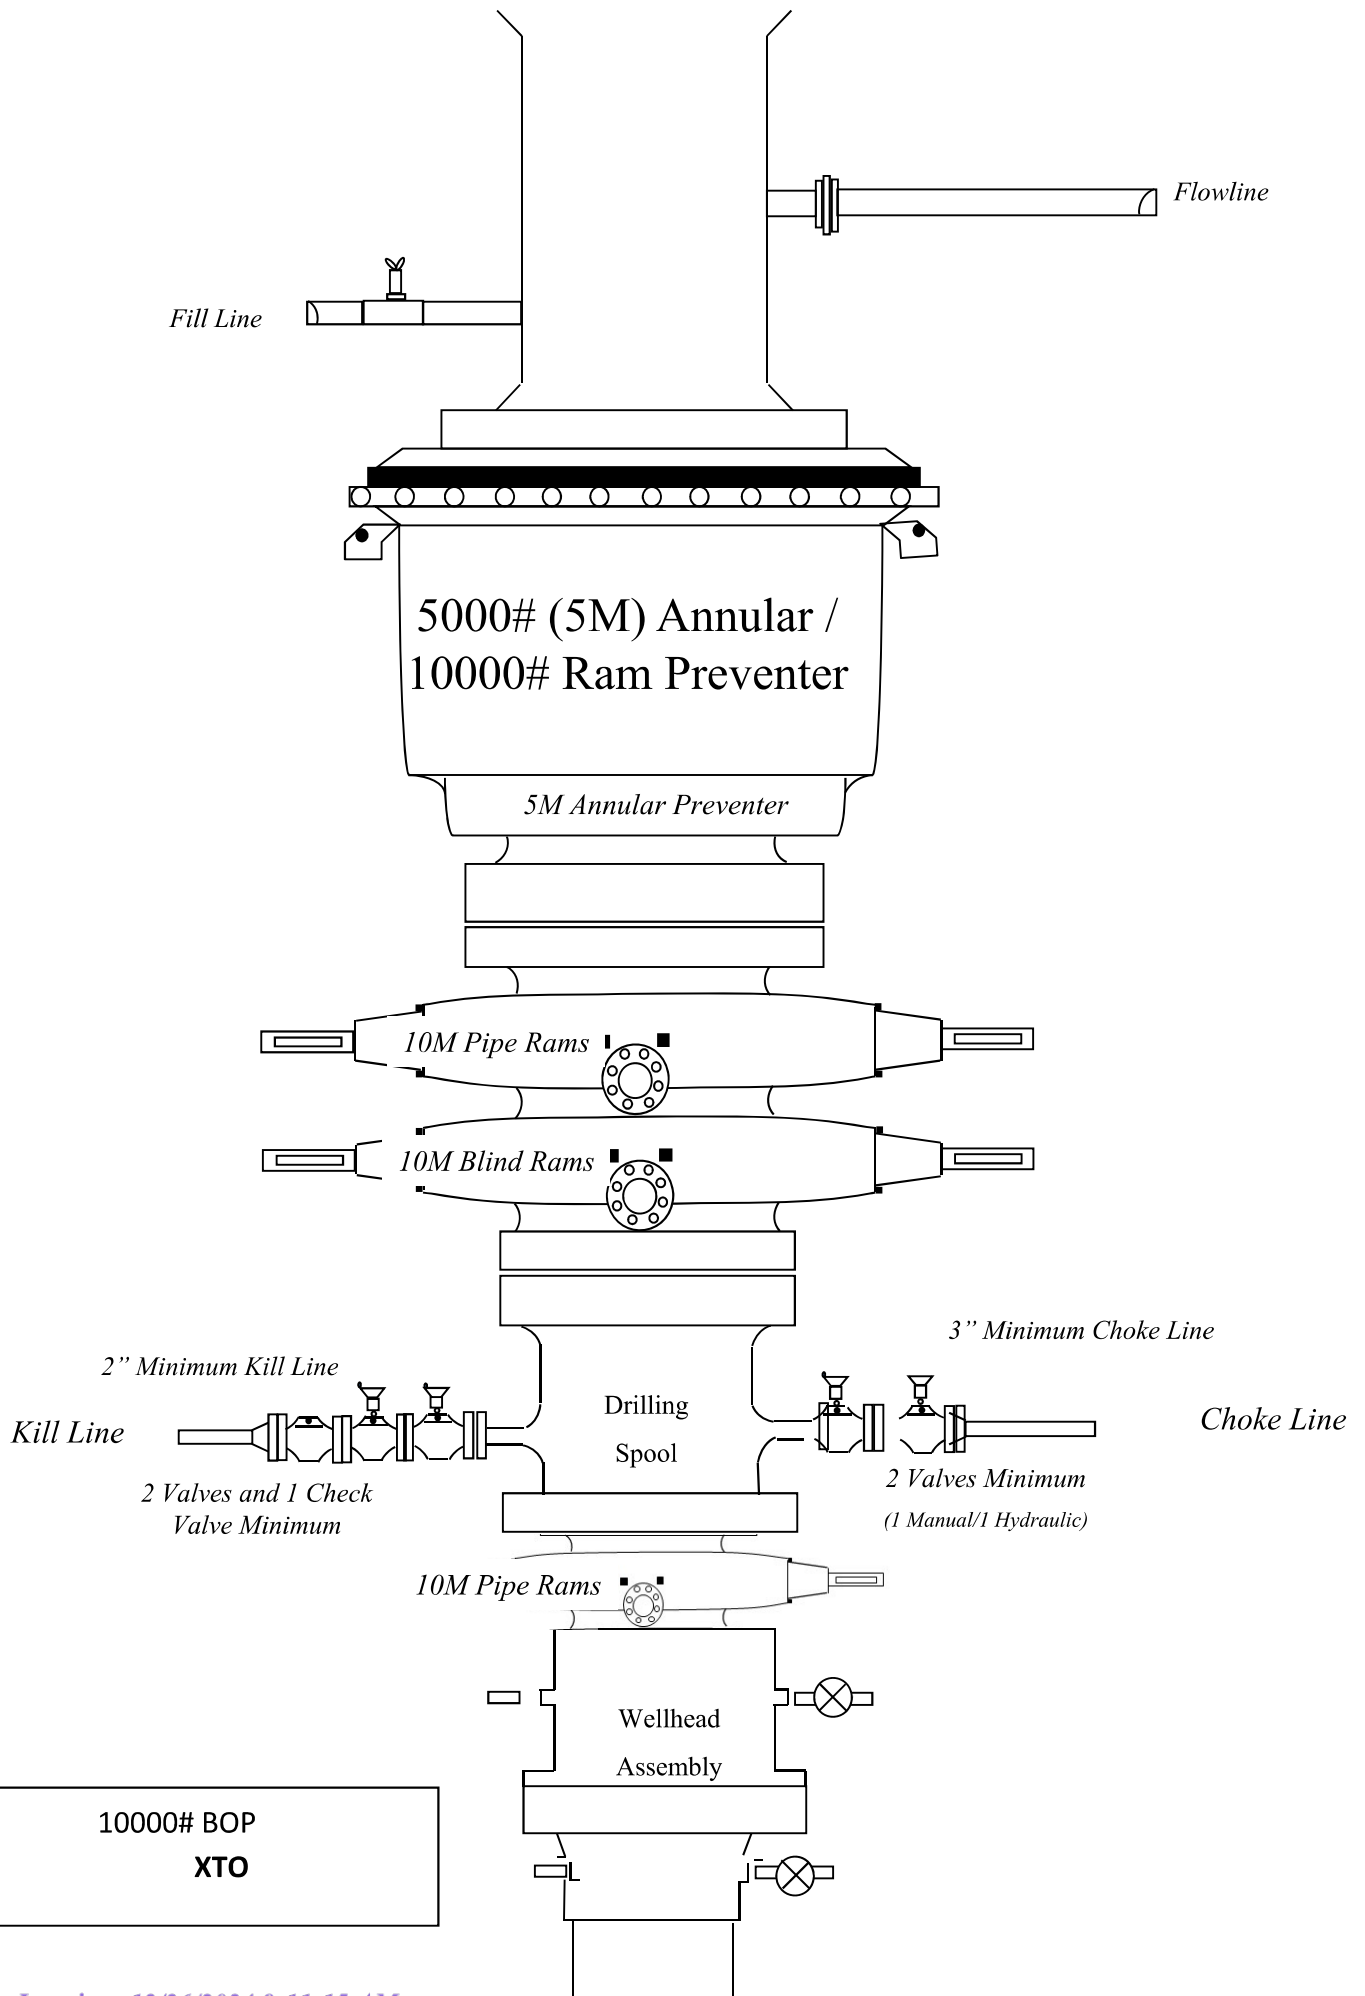 Flowline
Fill Line
5000# (5M) Annular /
10000# Ram Preventer
5M Annular Preventer
10M Pipe Rams
10M Blind Rams
3” Minimum Choke Line
2” Minimum Kill Line
Drilling
Spool
Kill Line
Choke Line
2 Valves and 1 Check
Valve Minimum
2 Valves Minimum
(1 Manual/1 Hydraulic)
10M Pipe Rams
Wellhead
Assembly
10000# BOP
XTO